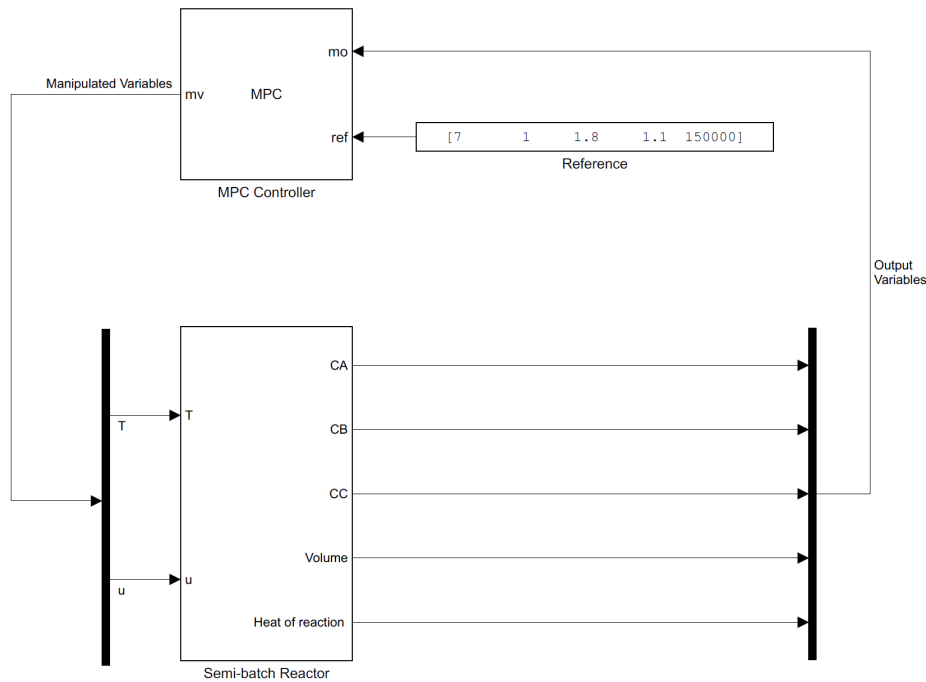 mo
Manipulated Variables
mv
MPC
ref
[7 1 1.8 1.1 150000]
Reference
MPC Controller
Output
Variables
CA
T
T
CB
CC
Volume
u
u
Heat of reaction
Semi-batch Reactor